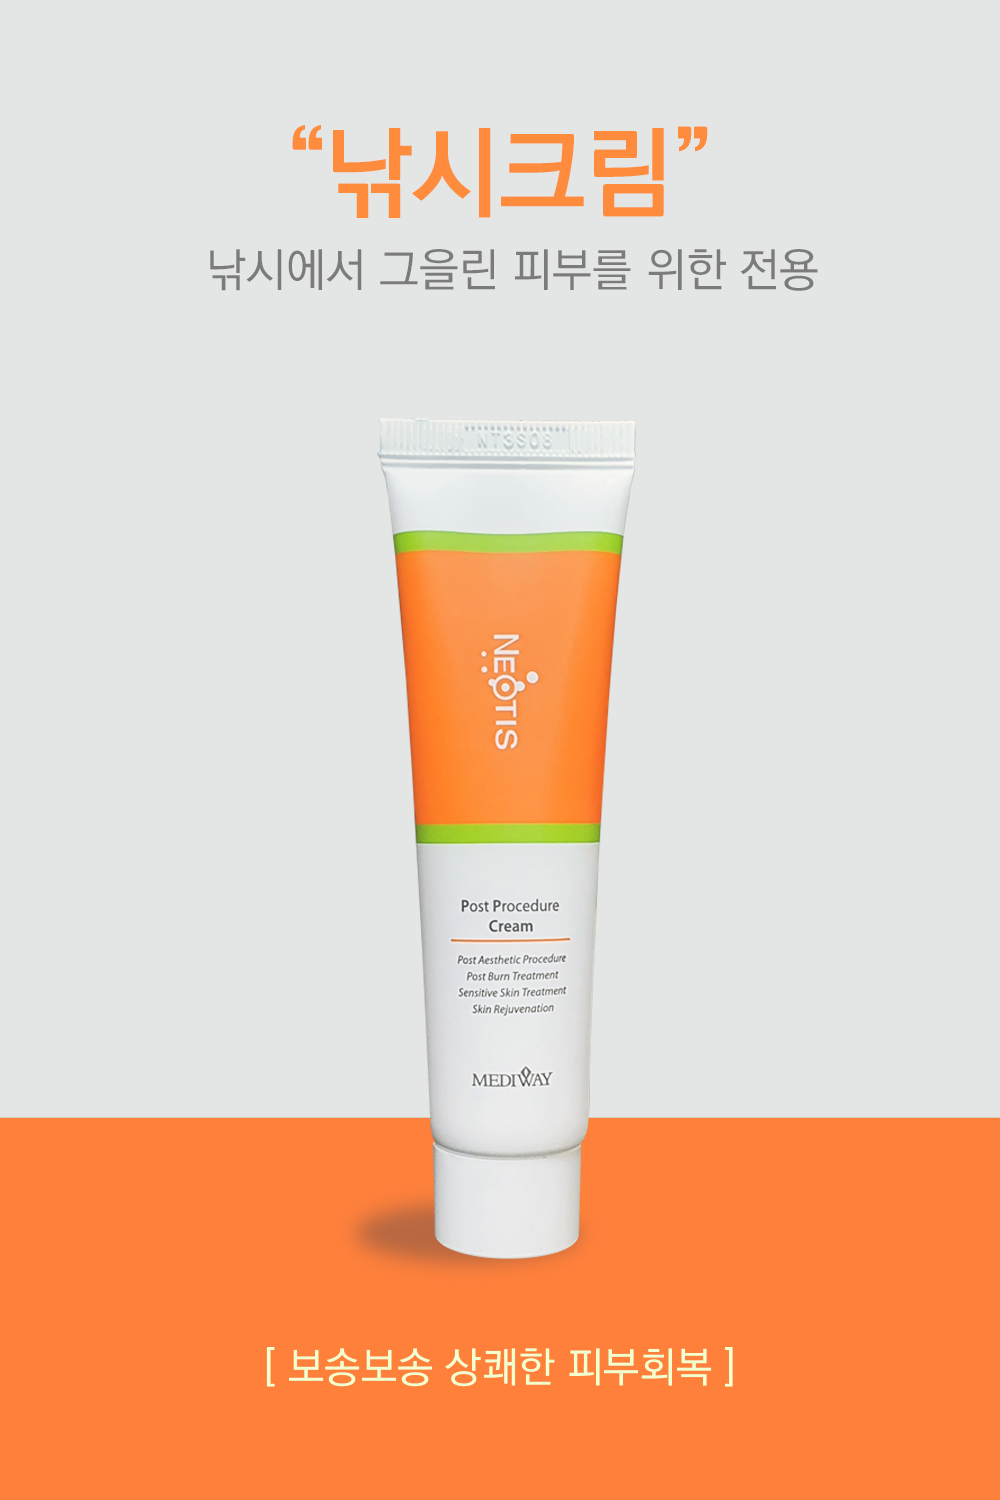 “낚시크림”
낚시에서 그을린 피부를 위한 전용
NT3S08
NEOTIS
Post Procedure
Cream
Post Aesthetic Procedure
Post Burn Treatment
Sensitive Skin Treatment
Skin Rejuvenation
MEDIWAY
[ 보송보송 상쾌한 피부회복 ]